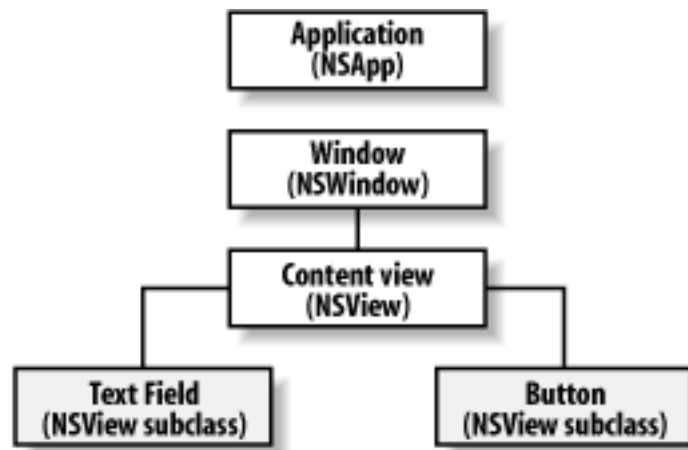 Application
(NSApp)
Window
(NSWindow)
Content view
(NSView)
Text Field
(NSView subclass)
Button
(NSView subclass)